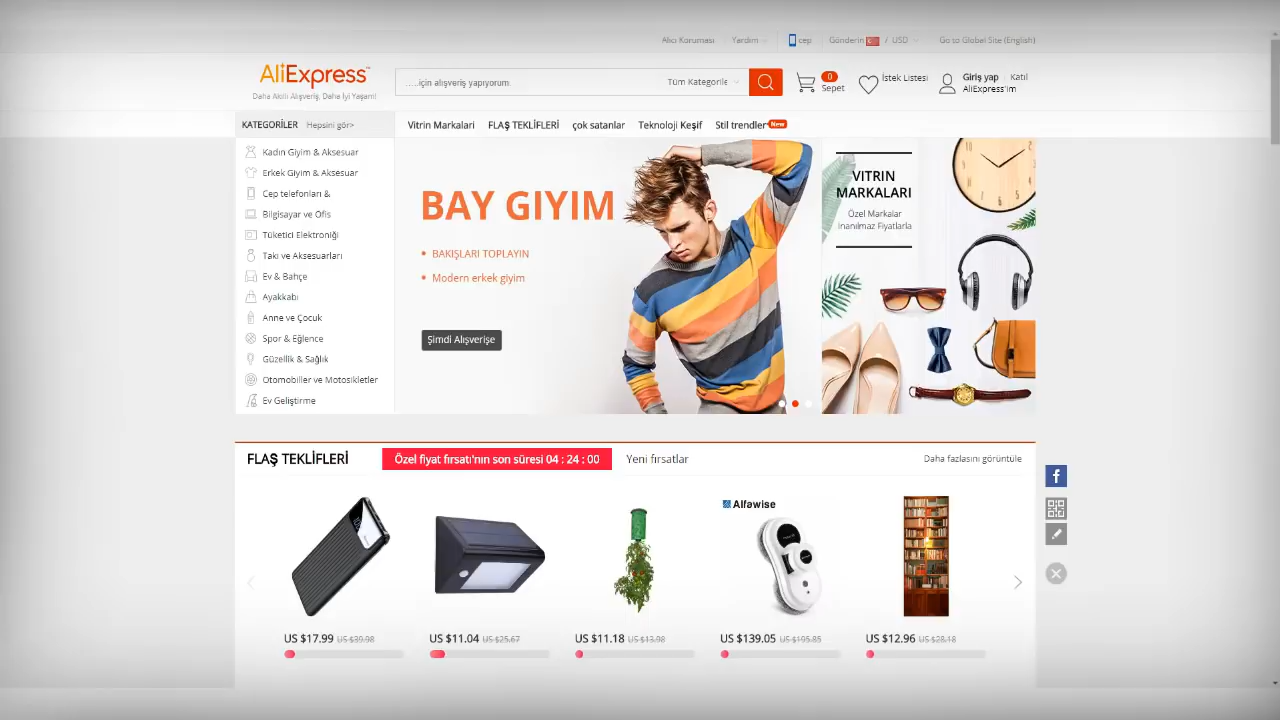 Alıcı Koruması Yardım cep Gönderin / USD Go to Global Site (English)
AliExpress™
Daha Akıllı Alışveriş, Daha İyi Yaşam!
.....için alışveriş yapıyorum
Tüm Kategorile
0
Sepet
İstek Listesi
Giriş yap Katıl
AliExpress'im
KATEGORİLER Hepsini gör>
Vitrin Markalari FLAŞ TEKLİFLERİ çok satanlar Teknoloji Keşif Stil trendler New
Kadın Giyim & Aksesuar
Erkek Giyim & Aksesuar
Cep telefonları &
Bilgisayar ve Ofis
Tüketici Elektroniği
Takı ve Aksesuarları
Ev & Bahçe
Ayakkabı
Anne ve Çocuk
Spor & Eğlence
Güzellik & Sağlık
Otomobiller ve Motosikletler
Ev Geliştirme
BAY GIYIM
• BAKIŞLARI TOPLAYIN
• Modern erkek giyim
Şimdi Alışverişe
VITRIN
MARKALARI
Özel Markalar
İnanılmaz Fiyatlarla
FLAŞ TEKLİFLERİ
Özel fiyat fırsatı'nın son süresi 04 : 24 : 00
Yeni fırsatlar
Daha fazlasını görüntüle
Alfawise
US $17.99 US $39.98
US $11.04 US $25.67
US $11.18 US $13.98
US $139.05 US $195.85
US $12.96 US $28.18